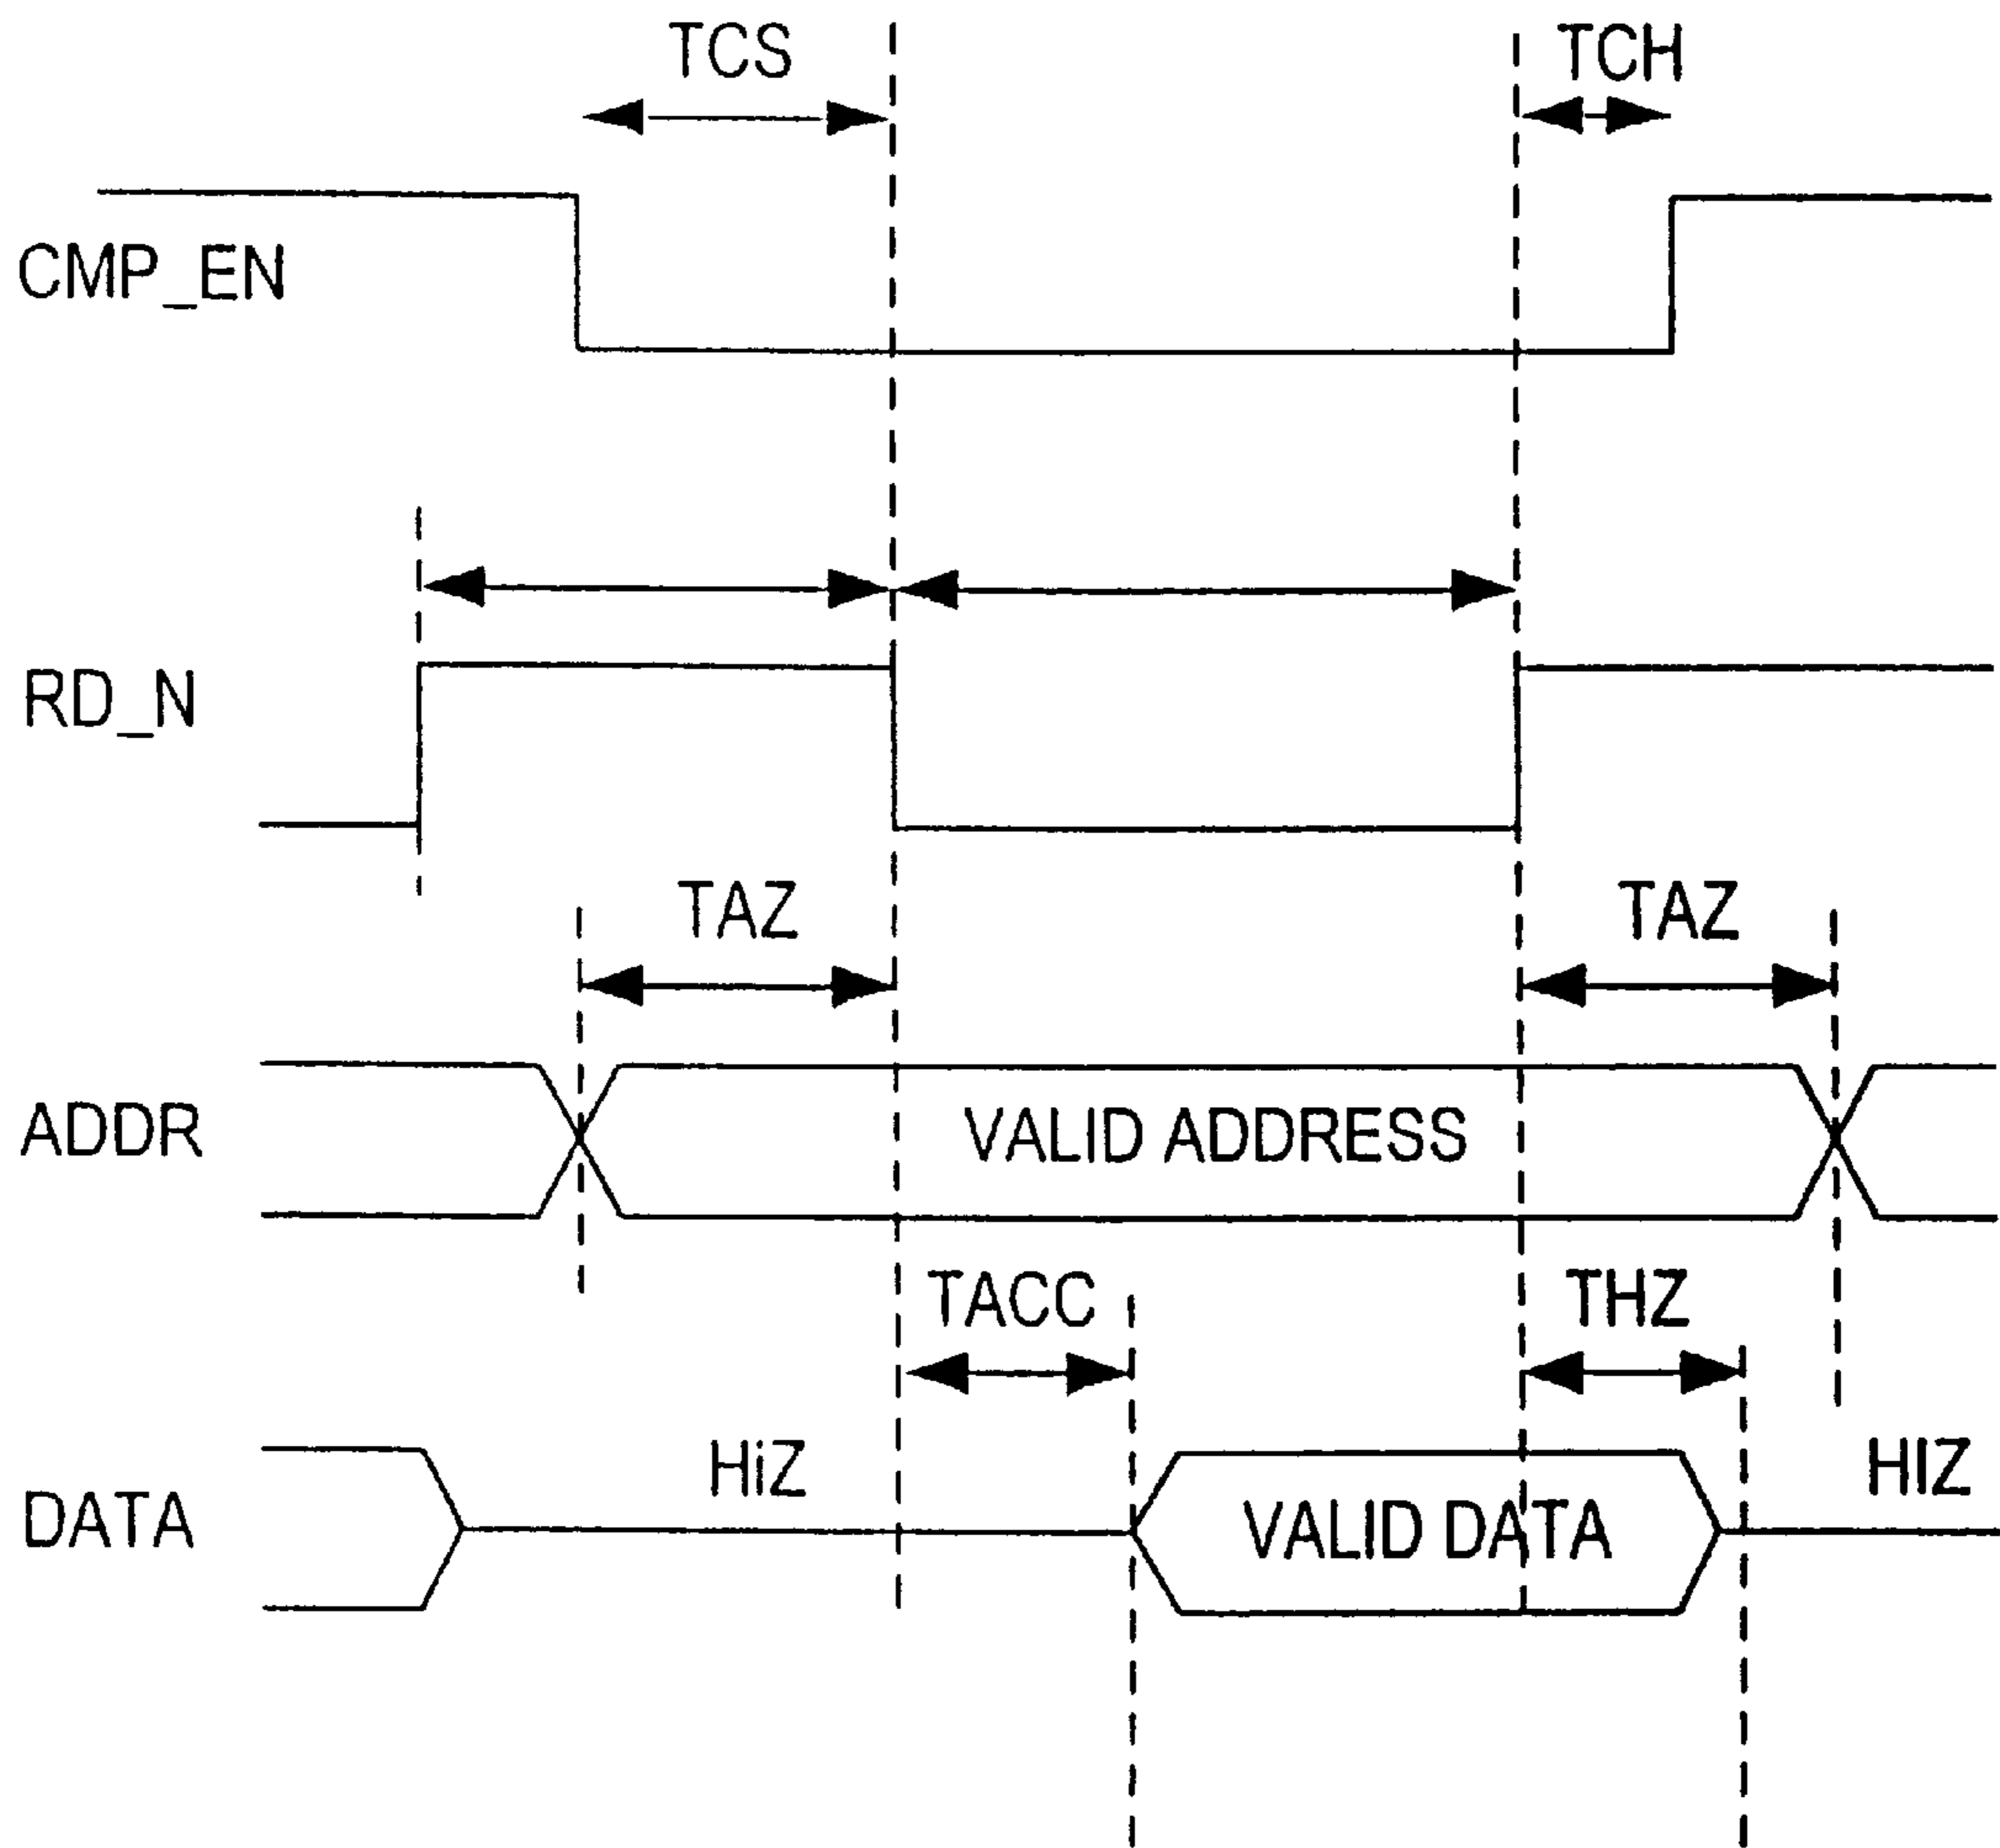 TCS
TCH
CMP_EN
RD_N
TAZ
TAZ
ADDR
VALID ADDRESS
TACC
THZ
HiZ
HIZ
DATA
VALID DATA